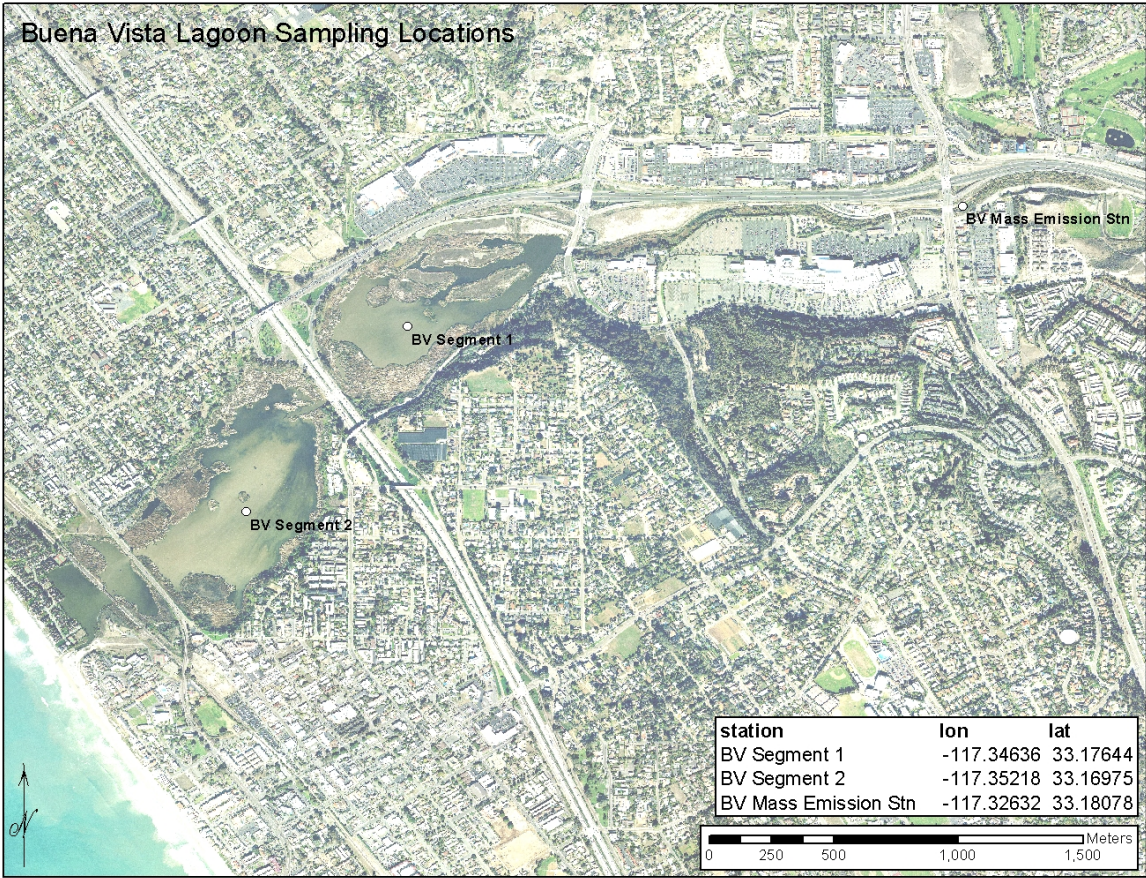 Buena Vista Lagoon Sampling Locations
BV Mass Emission Stn
BV Segment 1
BV Segment 2
station lon lat
BV Segment 1 -117.34636 33.17644
BV Segment 2 -117.35218 33.16975
BV Mass Emission Stn -117.32632 33.18078
N
Meters
0 250 500 1,000 1,500